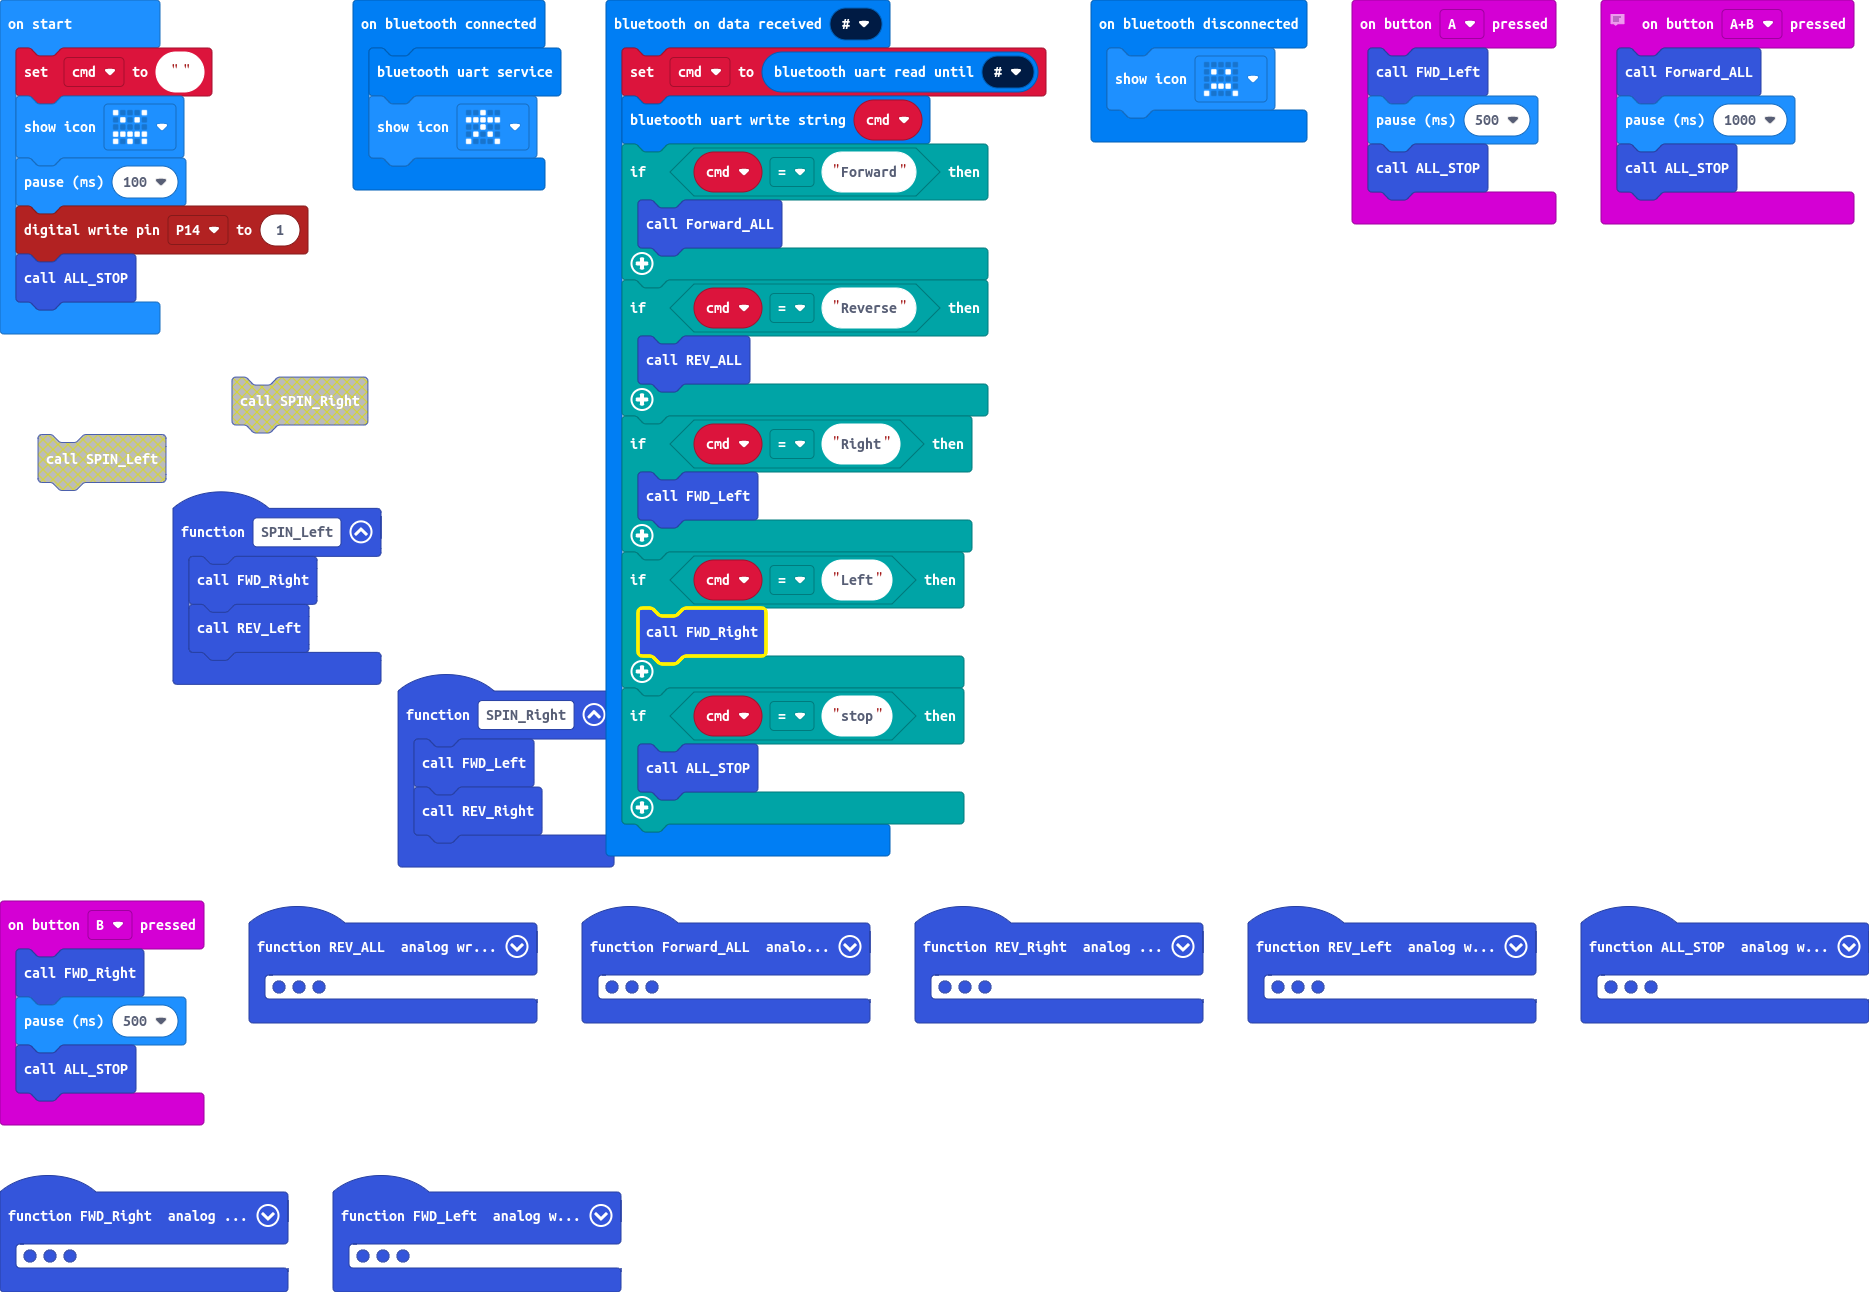 on start
set cmd to " "
show icon
pause (ms) 100
digital write pin P14 to 1
call ALL_STOP
on bluetooth connected
bluetooth uart service
show icon
bluetooth on data received #
set cmd to bluetooth uart read until #
bluetooth uart write string cmd
if cmd = "Forward" then
call Forward_ALL
if cmd = "Reverse" then
call REV_ALL
if cmd = "Right" then
call FWD_Left
if cmd = "Left" then
call FWD_Right
if cmd = "stop" then
call ALL_STOP
on bluetooth disconnected
show icon
on button A pressed
call FWD_Left
pause (ms) 500
call ALL_STOP
on button A+B pressed
call Forward_ALL
pause (ms) 1000
call ALL_STOP
call SPIN_Right
call SPIN_Left
function SPIN_Left
call FWD_Right
call REV_Left
function SPIN_Right
call FWD_Left
call REV_Right
on button B pressed
call FWD_Right
pause (ms) 500
call ALL_STOP
function REV_ALL analog wr...
function Forward_ALL analo...
function REV_Right analog ...
function REV_Left analog w...
function ALL_STOP analog w...
function FWD_Right analog ...
function FWD_Left analog w...